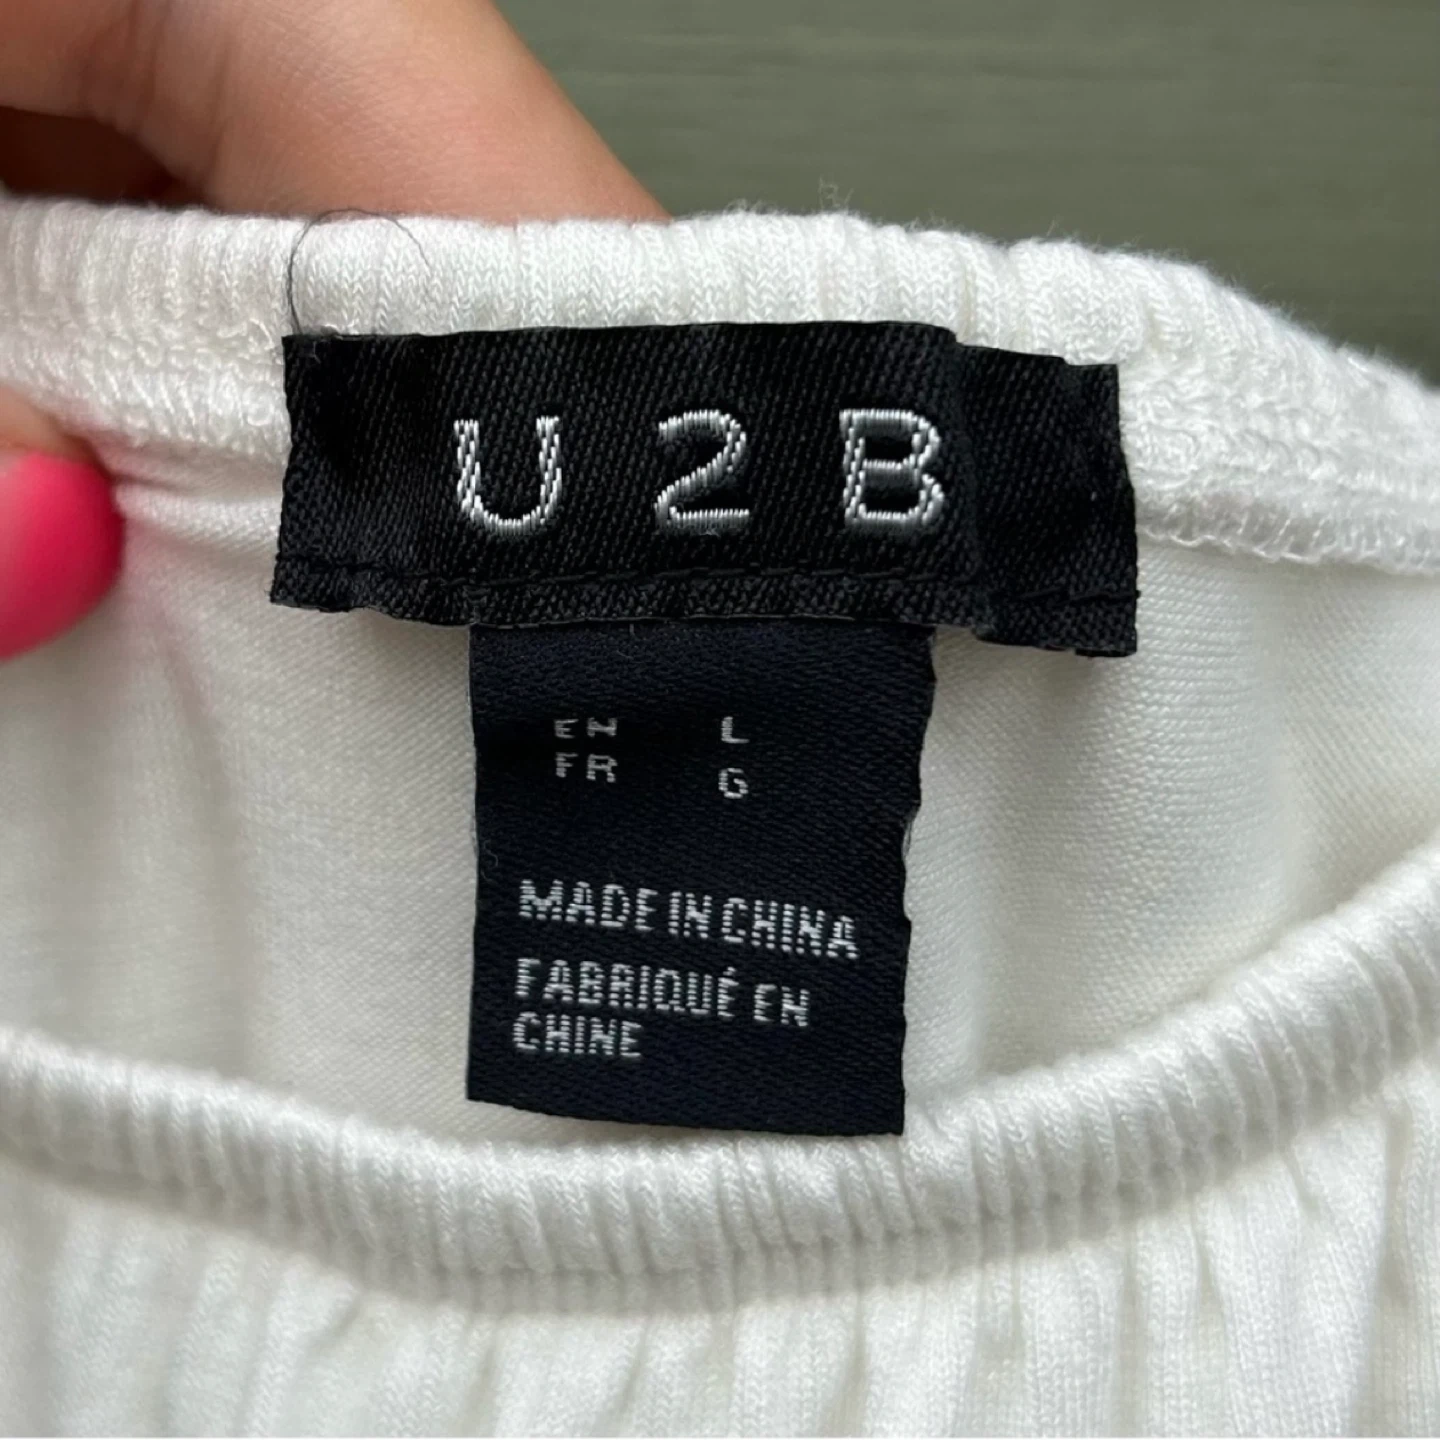 U2B
EN L
FR G
MADE IN CHINA
FABRIQUÉ EN
CHINE